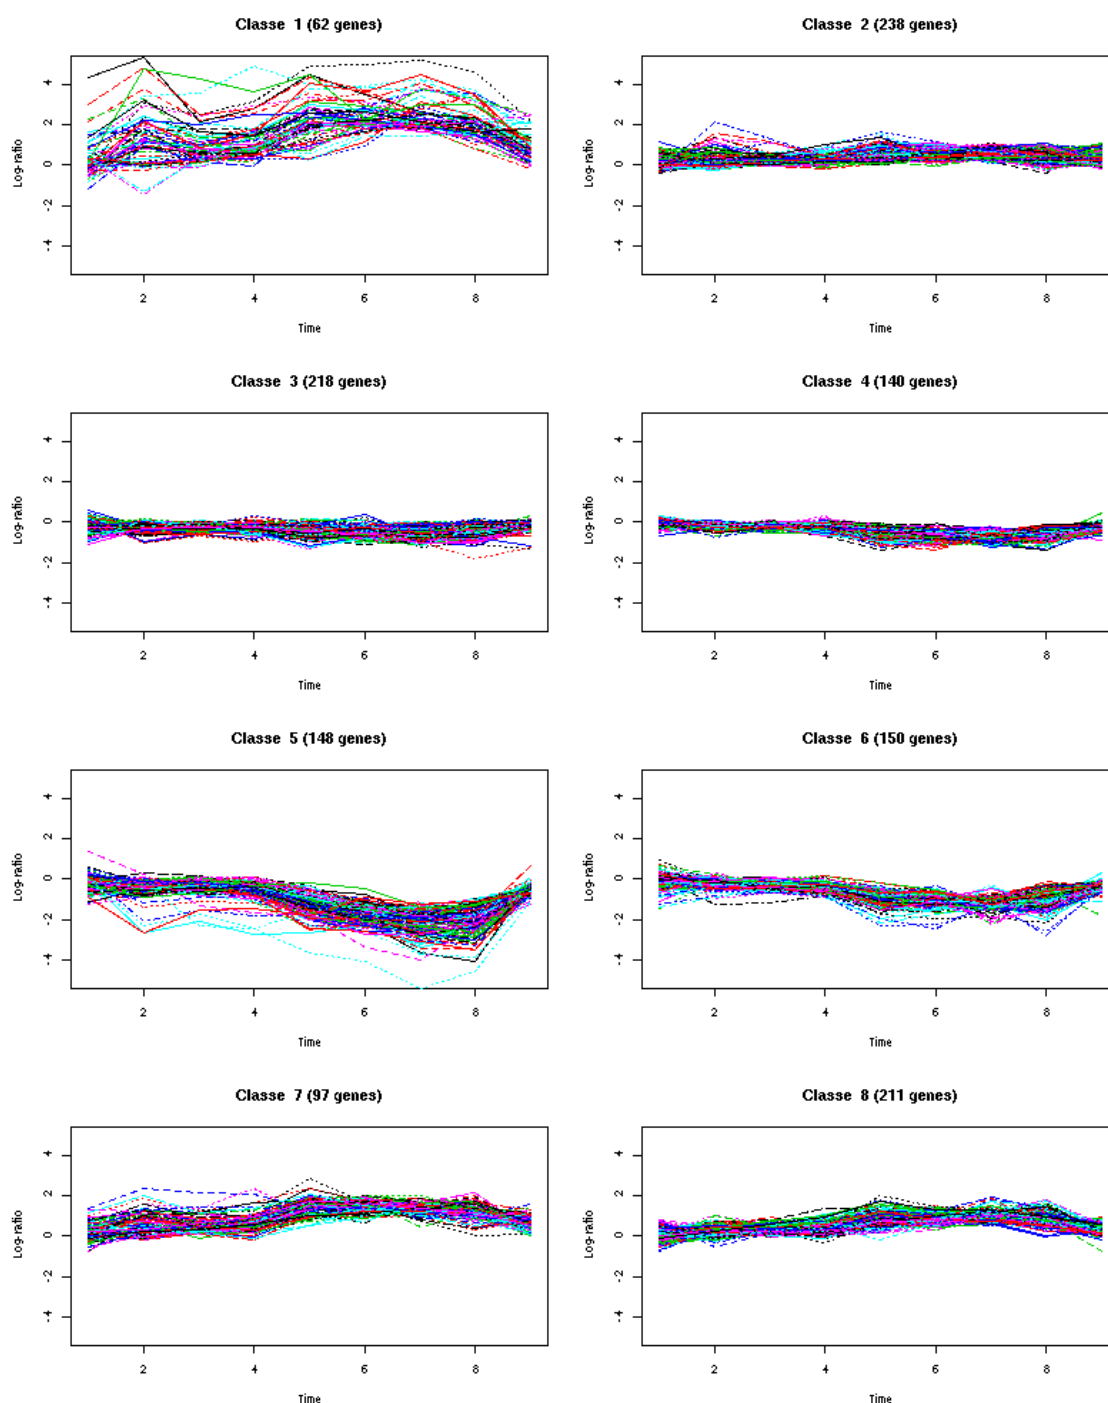 Classe 1 (62 genes)
Log-ratio
4
2
0
-2
-4
2 4 6 8
Time
Classe 2 (238 genes)
Log-ratio
4
2
0
-2
-4
2 4 6 8
Time
Classe 3 (218 genes)
Log-ratio
4
2
0
-2
-4
2 4 6 8
Time
Classe 4 (140 genes)
Log-ratio
4
2
0
-2
-4
2 4 6 8
Time
Classe 5 (148 genes)
Log-ratio
4
2
0
-2
-4
2 4 6 8
Time
Classe 6 (150 genes)
Log-ratio
4
2
0
-2
-4
2 4 6 8
Time
Classe 7 (97 genes)
Log-ratio
4
2
0
-2
-4
2 4 6 8
Time
Classe 8 (211 genes)
Log-ratio
4
2
0
-2
-4
2 4 6 8
Time